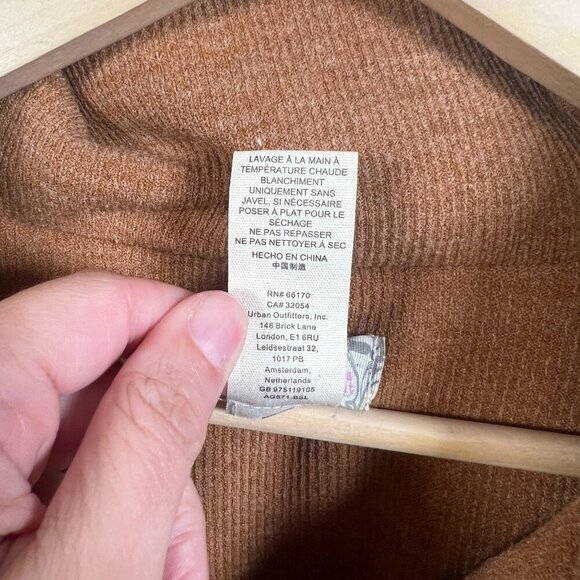 LAVAGE À LA MAIN À
TEMPÉRATURE CHAUDE
BLANCHIMENT
UNIQUEMENT SANS
JAVEL, SI NÉCESSAIRE
POSER À PLAT POUR LE
SÉCHAGE
NE PAS REPASSER
NE PAS NETTOYER À SEC
HECHO EN CHINA
中国制造
RN# 66170
CA# 32054
Urban Outfitters, Inc.
146 Brick Lane
London, E1 6RU
Leidsestraat 32,
1017 PB
Amsterdam,
Netherlands
GB 975119105
AG571-BSL